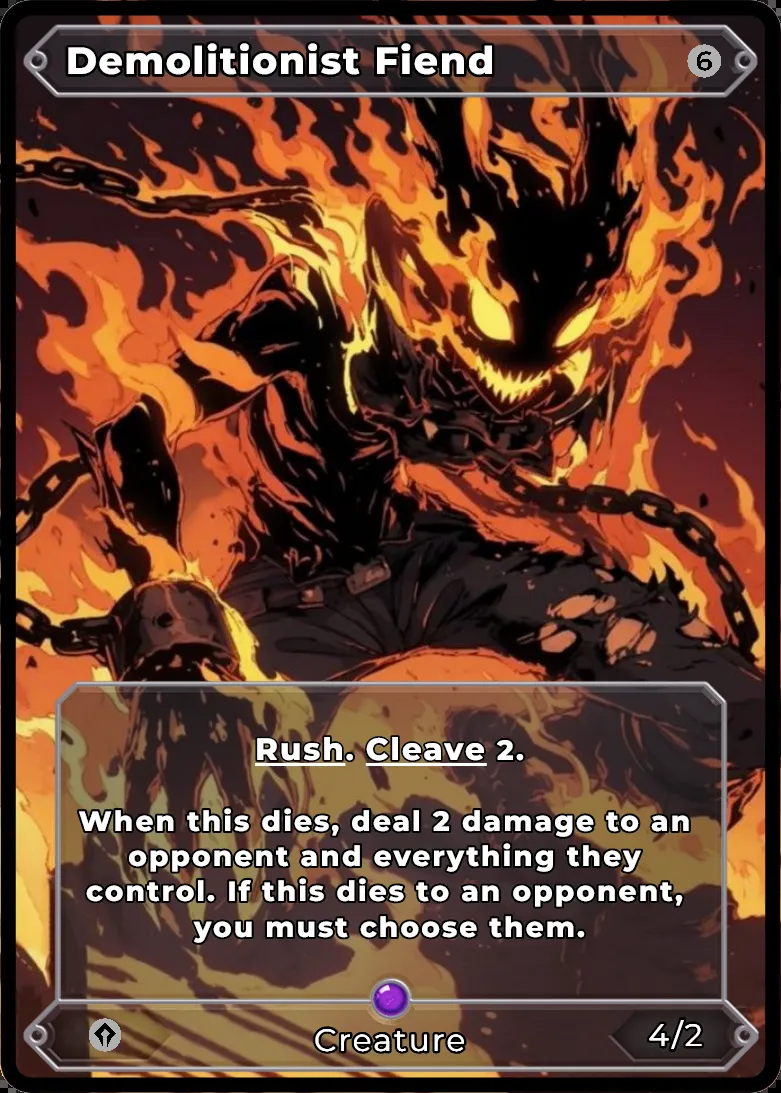 Demolitionist Fiend 6
Rush. Cleave 2.
When this dies, deal 2 damage to an
opponent and everything they
control. If this dies to an opponent,
you must choose them.
Creature
4/2